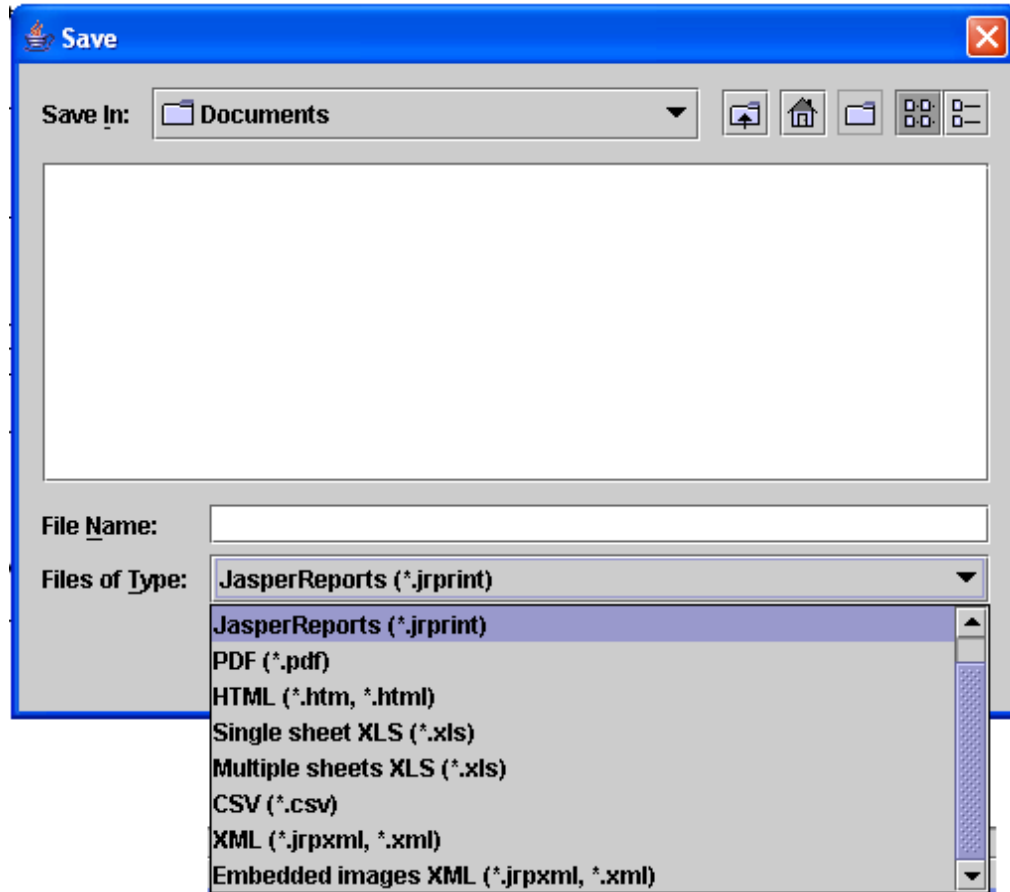 Save
Save In: Documents
File Name:
Files of Type: JasperReports (*.jrprint)
JasperReports (*.jrprint)
PDF (*.pdf)
HTML (*.htm, *.html)
Single sheet XLS (*.xls)
Multiple sheets XLS (*.xls)
CSV (*.csv)
XML (*.jrpxml, *.xml)
Embedded images XML (*.jrpxml, *.xml)